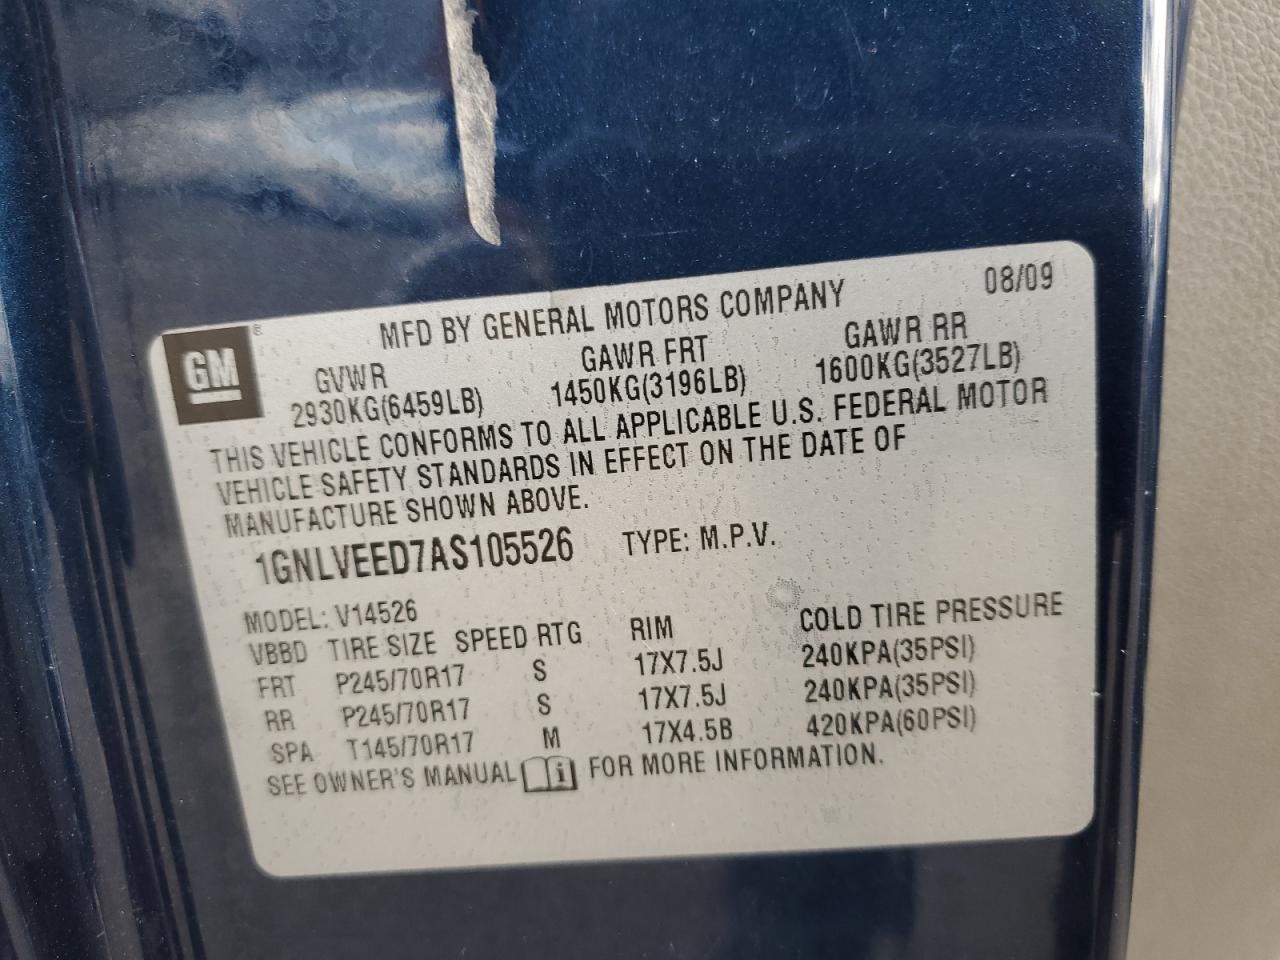 08/09
GM ®
MFD BY GENERAL MOTORS COMPANY
GVWR GAWR FRT GAWR RR
2930KG(6459LB) 1450KG(3196LB) 1600KG(3527LB)
THIS VEHICLE CONFORMS TO ALL APPLICABLE U.S. FEDERAL MOTOR
VEHICLE SAFETY STANDARDS IN EFFECT ON THE DATE OF
MANUFACTURE SHOWN ABOVE.
1GNLVEED7AS105526 TYPE: M.P.V.
MODEL: V14526
VBBD TIRE SIZE SPEED RTG RIM COLD TIRE PRESSURE
FRT P245/70R17 S 17X7.5J 240KPA(35PSI)
RR P245/70R17 S 17X7.5J 240KPA(35PSI)
SPA T145/70R17 M 17X4.5B 420KPA(60PSI)
SEE OWNER'S MANUAL i FOR MORE INFORMATION.